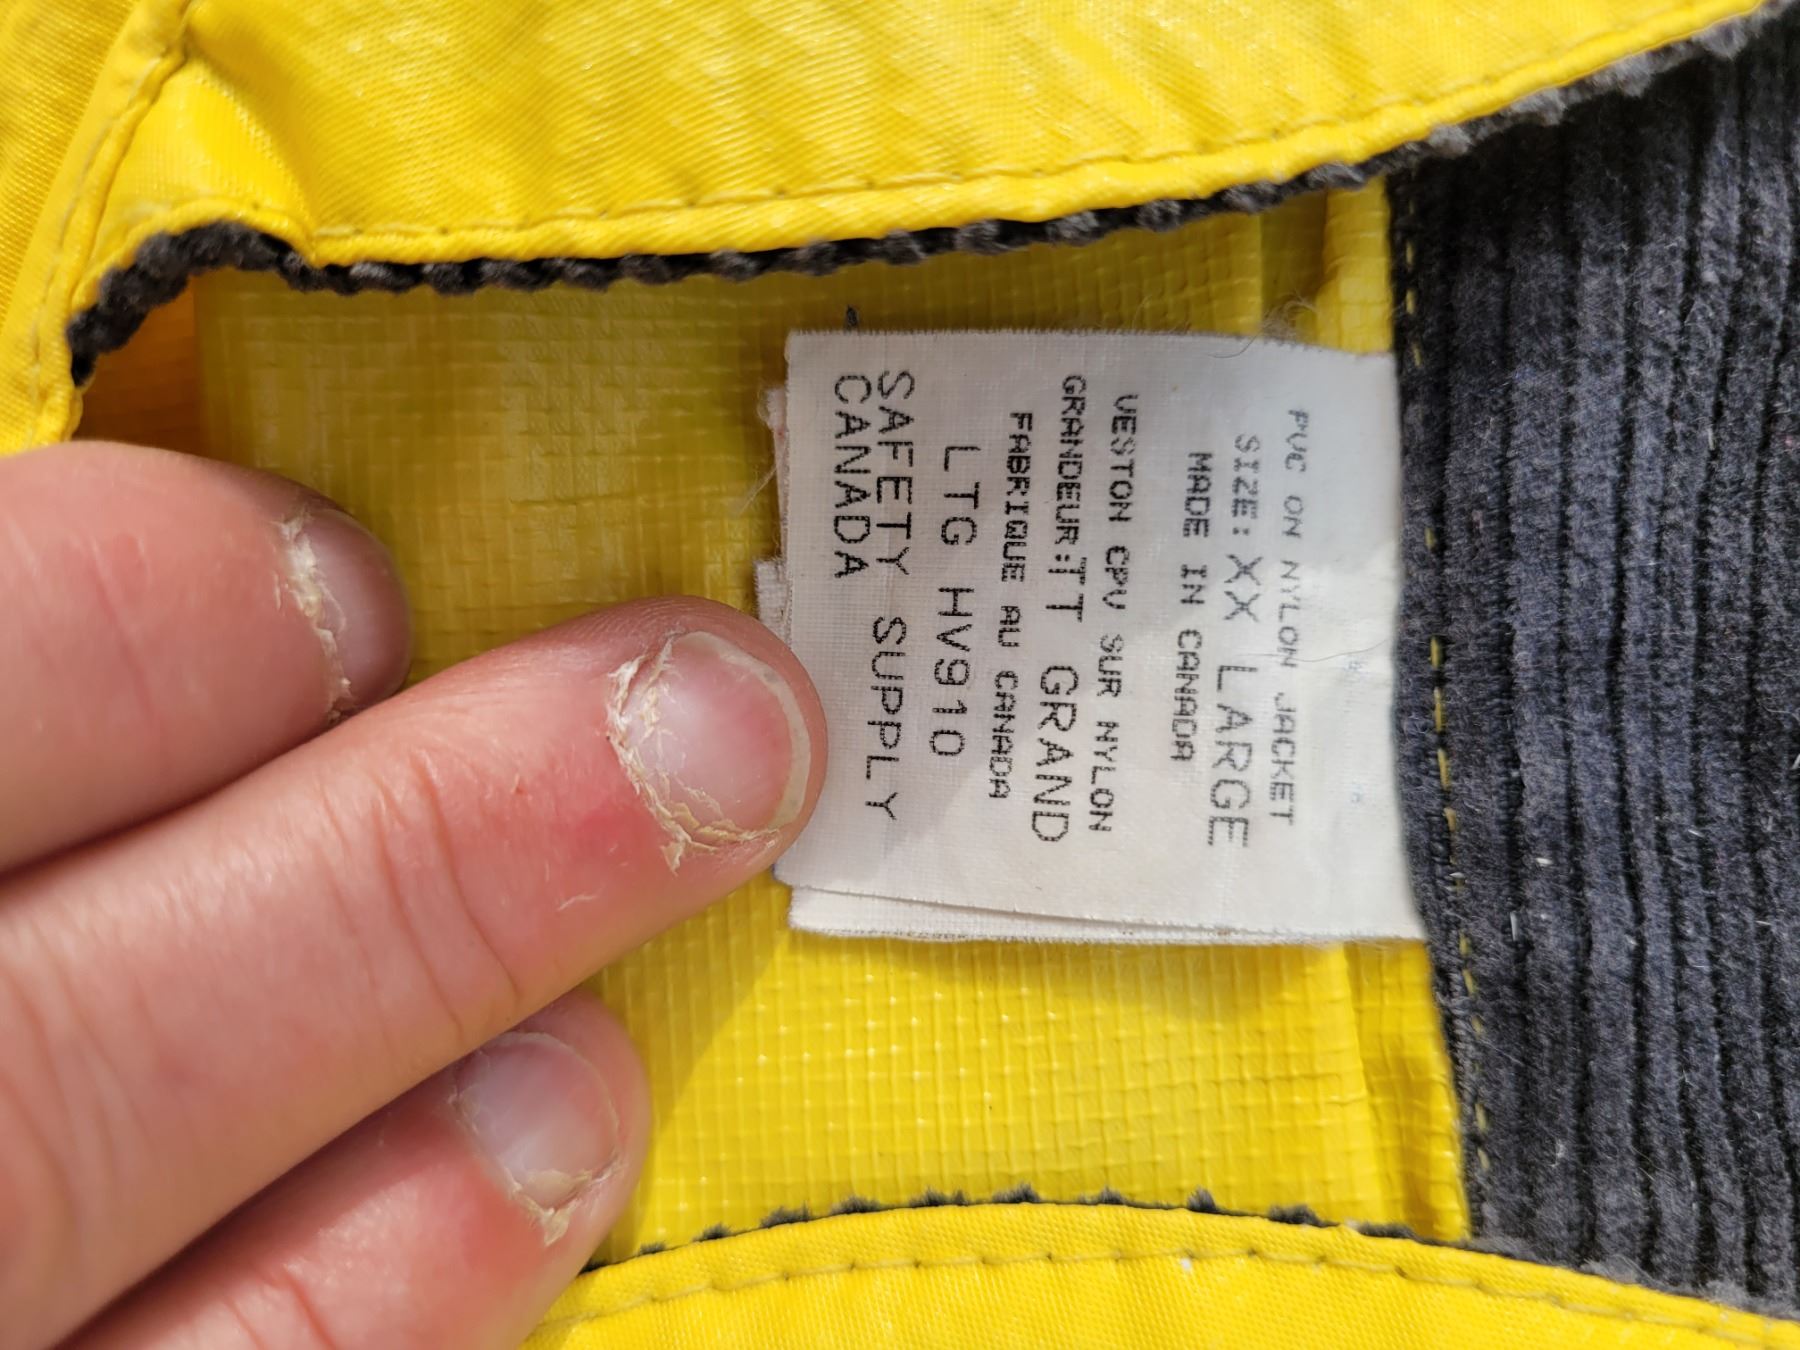 PVC ON NYLON JACKET
SIZE: XX LARGE
MADE IN CANADA
VESTON CPV SUR NYLON
GRANDEUR:TT GRAND
FABRIQUE AU CANADA
LTG HV910
SAFETY SUPPLY
CANADA